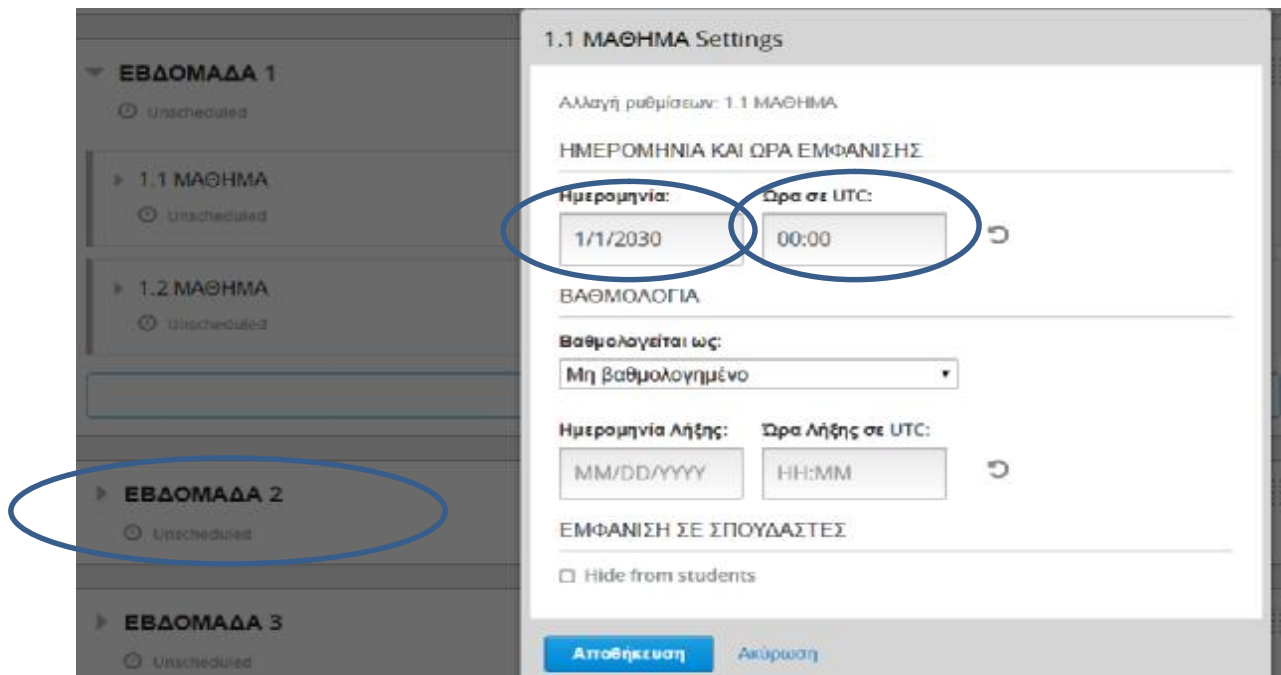 ΕΒΔΟΜΑΔΑ 1
Unscheduled
1.1 ΜΑΘΗΜΑ
Unscheduled
1.2 ΜΑΘΗΜΑ
Unscheduled
ΕΒΔΟΜΑΔΑ 2
Unscheduled
ΕΒΔΟΜΑΔΑ 3
Unscheduled
1.1 ΜΑΘΗΜΑ Settings
Αλλαγή ρυθμίσεων: 1.1 ΜΑΘΗΜΑ
ΗΜΕΡΟΜΗΝΙΑ ΚΑΙ ΩΡΑ ΕΜΦΑΝΙΣΗΣ
Ημερομηνία: Ώρα σε UTC:
1/1/2030 00:00
ΒΑΘΜΟΛΟΓΙΑ
Βαθμολογείται ως:
Μη βαθμολογημένο
Ημερομηνία Λήξης: Ώρα Λήξης σε UTC:
MM/DD/YYYY HH:MM
ΕΜΦΑΝΙΣΗ ΣΕ ΣΠΟΥΔΑΣΤΕΣ
Hide from students
Αποθήκευση Ακύρωση